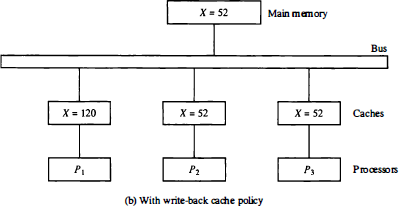 X = 52 Main memory
Bus
X = 120 X = 52 X = 52 Caches
P1 P2 P3 Processors
(b) With write-back cache policy